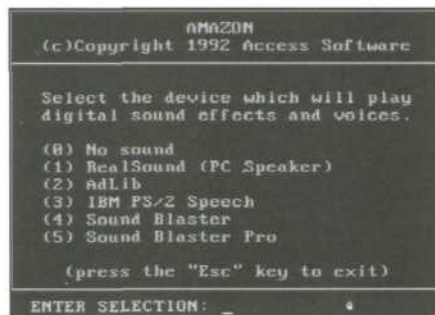 AMAZON
(c)Copyright 1992 Access Software
Select the device which will play
digital sound effects and voices.
(0) No sound
(1) RealSound (PC Speaker)
(2) AdLib
(3) IBM PS/2 Speech
(4) Sound Blaster
(5) Sound Blaster Pro
(press the "Esc" key to exit)
ENTER SELECTION: _